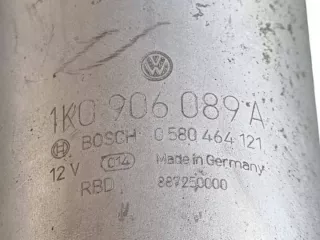 1K0 906 089 A
BOSCH 0 580 464 121
12 V 014 Made in Germany
RBD 887250000